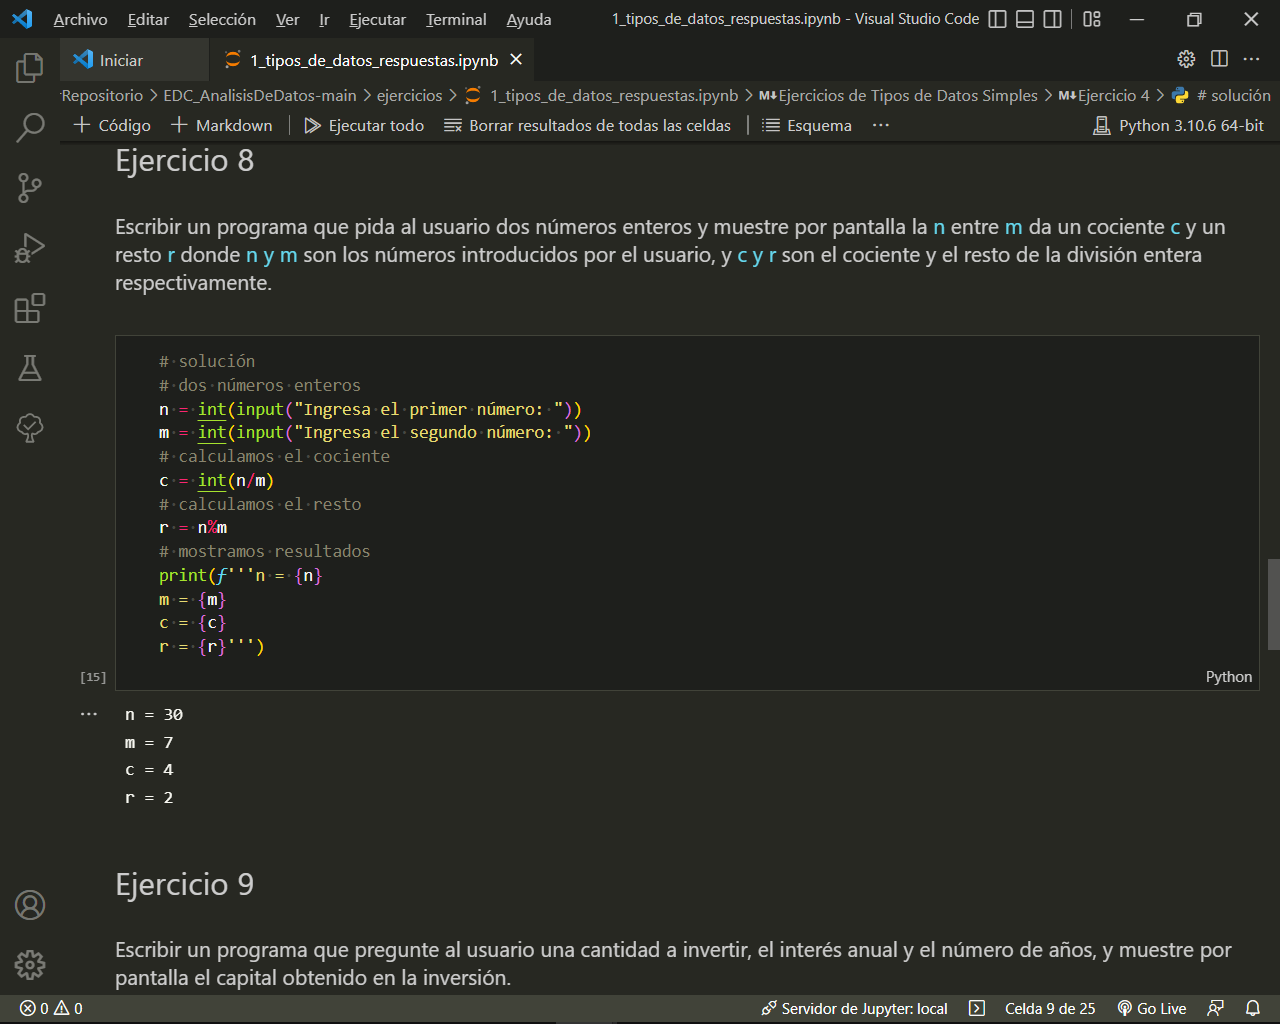 Archivo Editar Selección Ver Ir Ejecutar Terminal Ayuda 1_tipos_de_datos_respuestas.ipynb - Visual Studio Code
Iniciar 1_tipos_de_datos_respuestas.ipynb
rRepositorio > EDC_AnalisisDeDatos-main > ejercicios > 1_tipos_de_datos_respuestas.ipynb > M↓Ejercicios de Tipos de Datos Simples > M↓Ejercicio 4 > # solución
+ Código + Markdown Ejecutar todo Borrar resultados de todas las celdas Esquema ··· Python 3.10.6 64-bit
Ejercicio 8
Escribir un programa que pida al usuario dos números enteros y muestre por pantalla la n entre m da un cociente c y un
resto r donde n y m son los números introducidos por el usuario, y c y r son el cociente y el resto de la división entera
respectivamente.
# solución
# dos números enteros
n = int(input("Ingresa el primer número: "))
m = int(input("Ingresa el segundo número: "))
# calculamos el cociente
c = int(n/m)
# calculamos el resto
r = n%m
# mostramos resultados
print(f'''n = {n}
m = {m}
c = {c}
r = {r}''')
[15] Python
··· n = 30
m = 7
c = 4
r = 2
Ejercicio 9
Escribir un programa que pregunte al usuario una cantidad a invertir, el interés anual y el número de años, y muestre por
pantalla el capital obtenido en la inversión.
0 0 Servidor de Jupyter: local Celda 9 de 25 Go Live